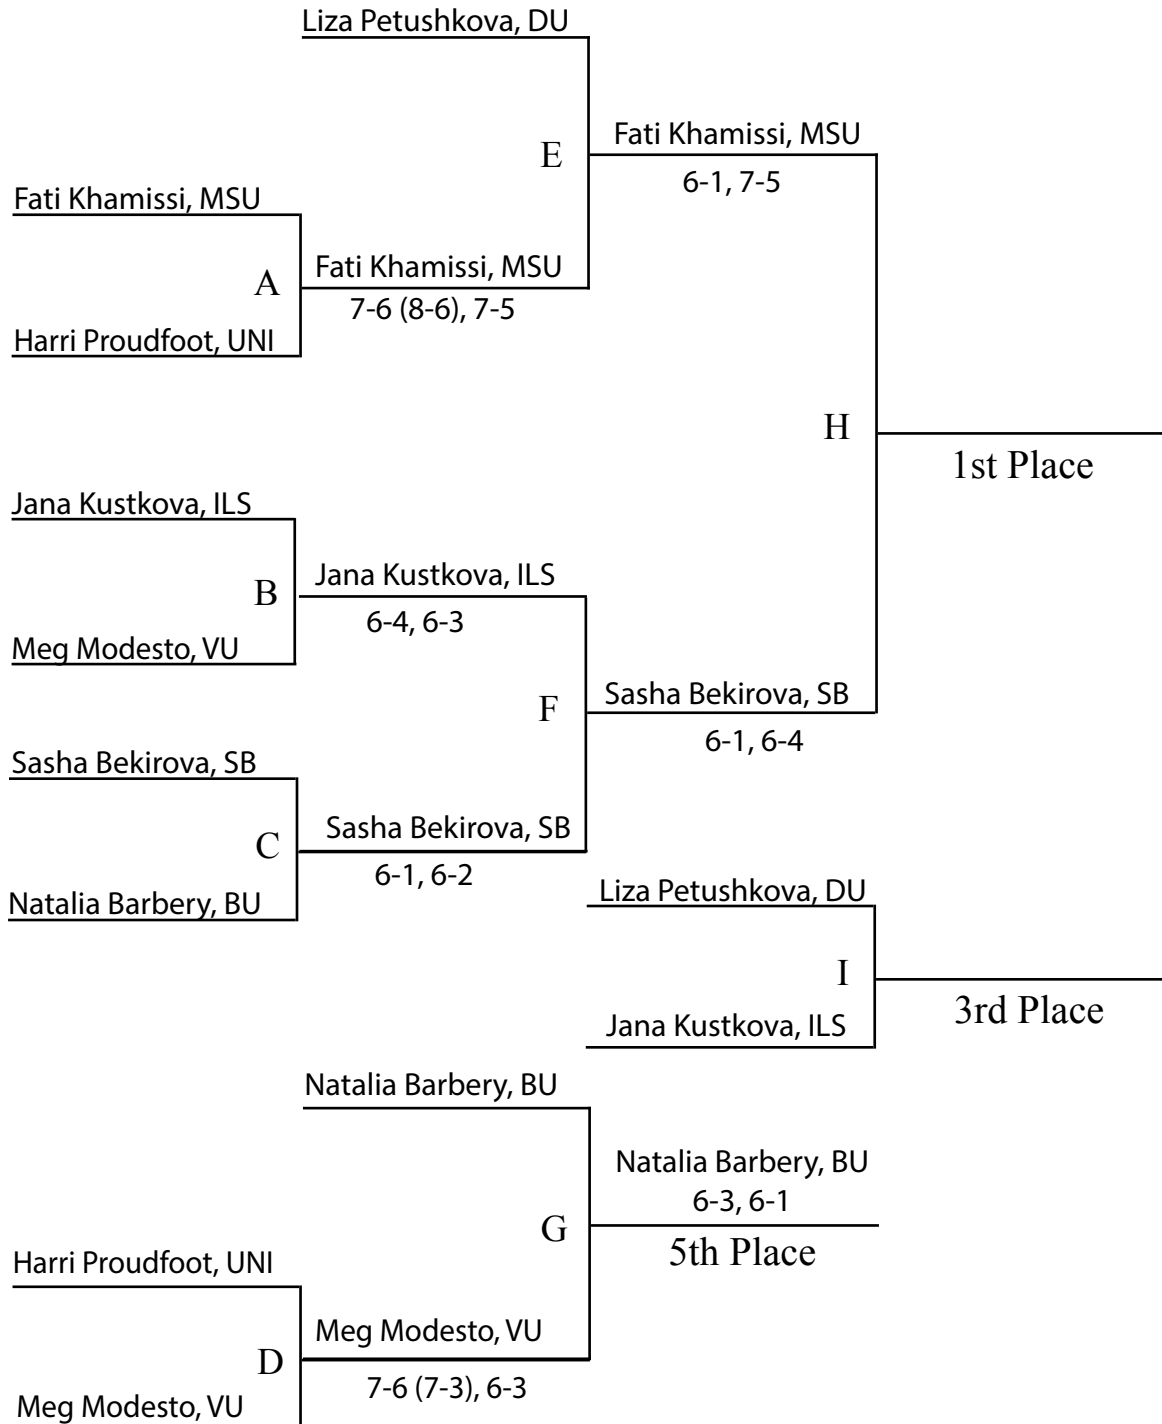 Liza Petushkova, DU
E
Fati Khamissi, MSU
6-1, 7-5
Fati Khamissi, MSU
A
Fati Khamissi, MSU
7-6 (8-6), 7-5
Harri Proudfoot, UNI
H
1st Place
Jana Kustkova, ILS
B
Jana Kustkova, ILS
6-4, 6-3
Meg Modesto, VU
F
Sasha Bekirova, SB
6-1, 6-4
Sasha Bekirova, SB
C
Sasha Bekirova, SB
6-1, 6-2
Natalia Barbery, BU
Liza Petushkova, DU
I
3rd Place
Jana Kustkova, ILS
Natalia Barbery, BU
Natalia Barbery, BU
6-3, 6-1
G
5th Place
Harri Proudfoot, UNI
Meg Modesto, VU
D
7-6 (7-3), 6-3
Meg Modesto, VU